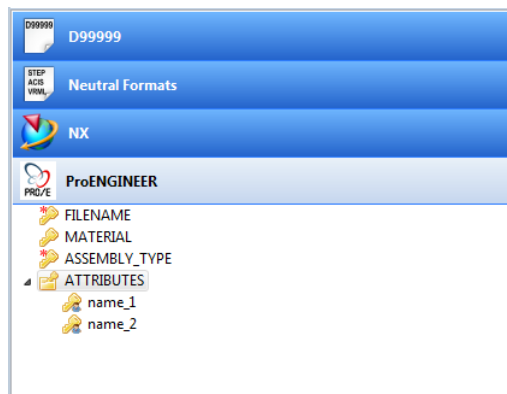 D99999
D99999
STEP
ACIS
VRML
Neutral Formats
NX
PRO/E
ProENGINEER
FILENAME
MATERIAL
ASSEMBLY_TYPE
ATTRIBUTES
name_1
name_2